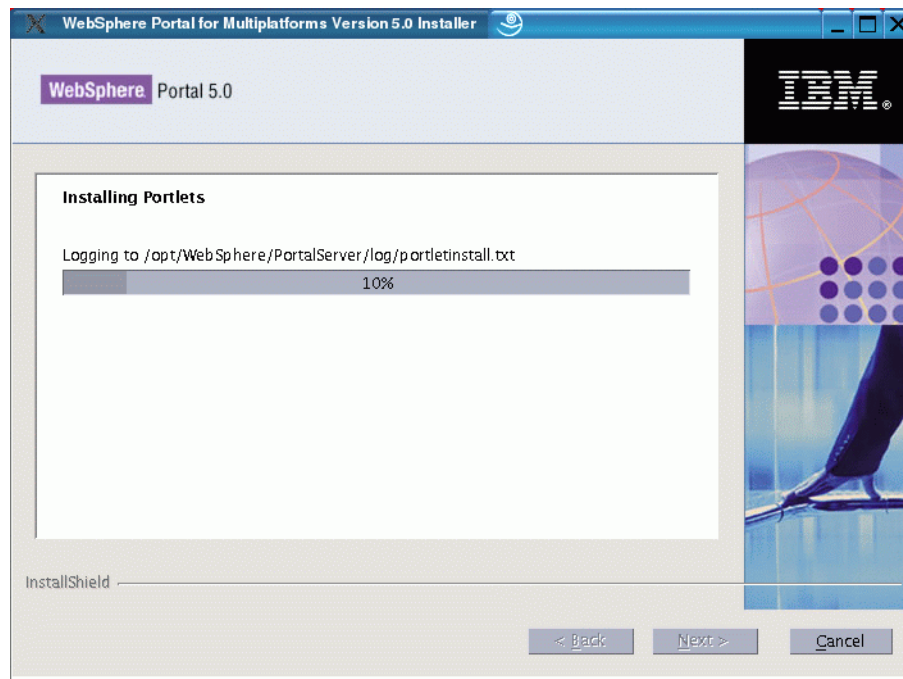 WebSphere Portal for Multiplatforms Version 5.0 Installer
WebSphere Portal 5.0
IBM®
Installing Portlets
Logging to /opt/WebSphere/PortalServer/log/portletinstall.txt
10%
InstallShield
< Back Next > Cancel